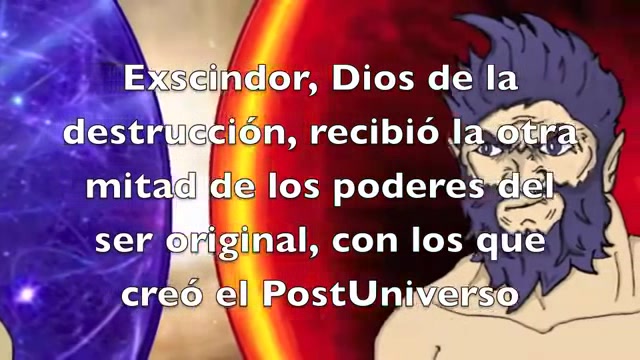 Exscindor, Dios de la
destrucción, recibió la otra
mitad de los poderes del
ser original, con los que
creó el PostUniverso